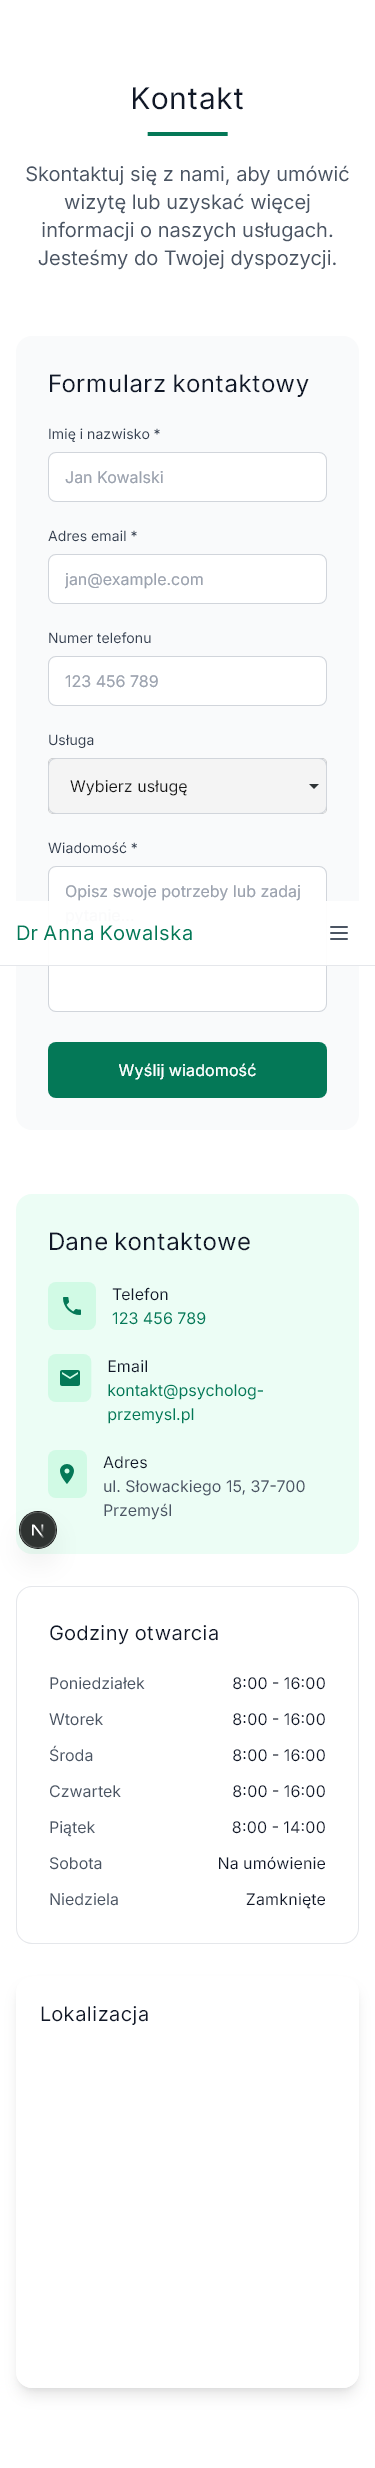 Kontakt
Skontaktuj się z nami, aby umówić
wizytę lub uzyskać więcej
informacji o naszych usługach.
Jesteśmy do Twojej dyspozycji.
Formularz kontaktowy
Imię i nazwisko *
Jan Kowalski
Adres email *
jan@example.com
Numer telefonu
123 456 789
Usługa
Wybierz usługę
Wiadomość *
Opisz swoje potrzeby lub zadaj
Dr Anna Kowalska
Wyślij wiadomość
Dane kontaktowe
Telefon
123 456 789
Email
kontakt@psycholog-
przemysl.pl
Adres
ul. Słowackiego 15, 37-700
Przemyśl
N
Godziny otwarcia
Poniedziałek 8:00 - 16:00
Wtorek 8:00 - 16:00
Środa 8:00 - 16:00
Czwartek 8:00 - 16:00
Piątek 8:00 - 14:00
Sobota Na umówienie
Niedziela Zamknięte
Lokalizacja